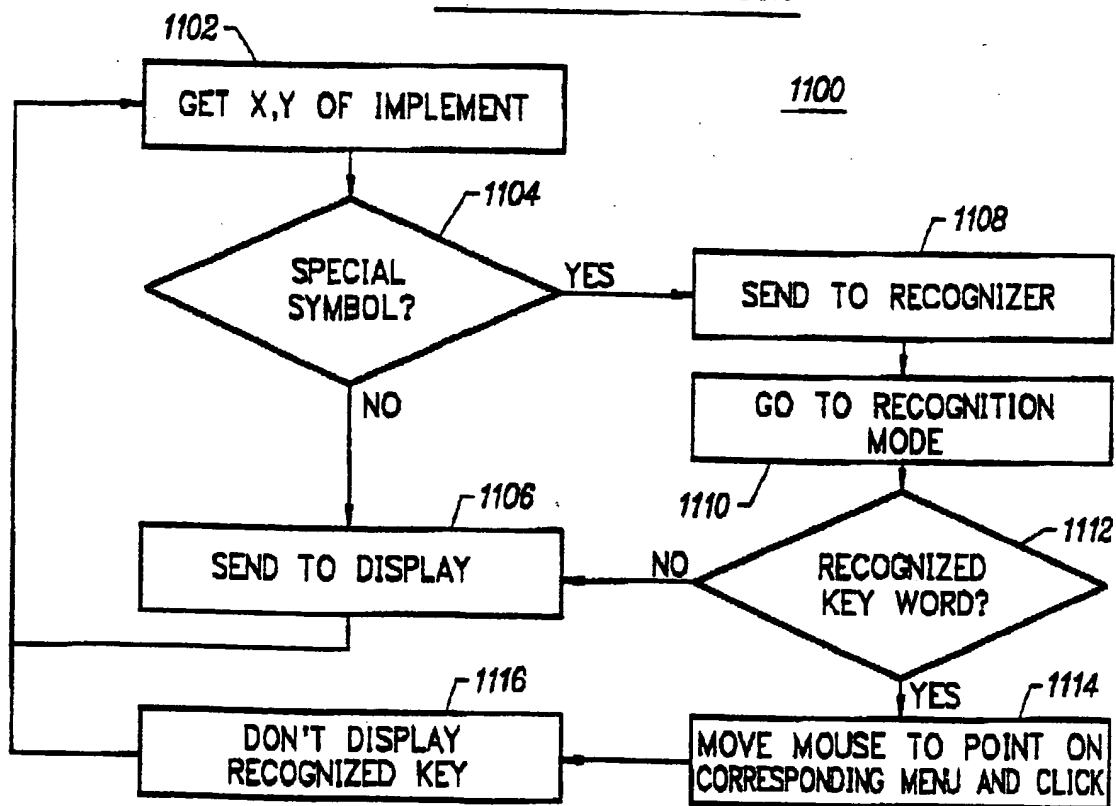 1102
GET X,Y OF IMPLEMENT
1100
1104
SPECIAL
SYMBOL?
YES
NO
1108
SEND TO RECOGNIZER
GO TO RECOGNITION
MODE
1110
1106
SEND TO DISPLAY
NO
1112
RECOGNIZED
KEY WORD?
YES
1116
DON'T DISPLAY
RECOGNIZED KEY
1114
MOVE MOUSE TO POINT ON
CORRESPONDING MENU AND CLICK